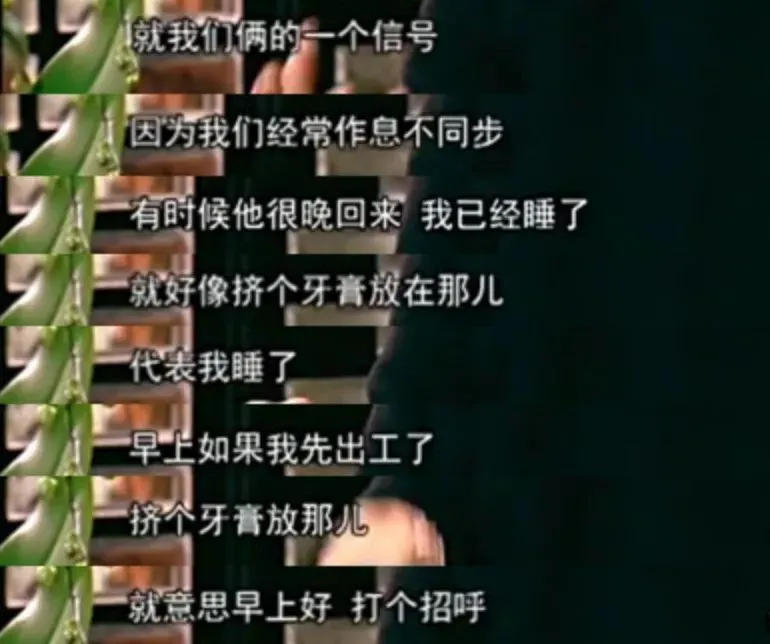 就我们俩的一个信号
因为我们经常作息不同步
有时候他很晚回来 我已经睡了
就好像挤个牙膏放在那儿
代表我睡了
早上如果我先出工了
挤个牙膏放那儿
就意思早上好 打个招呼